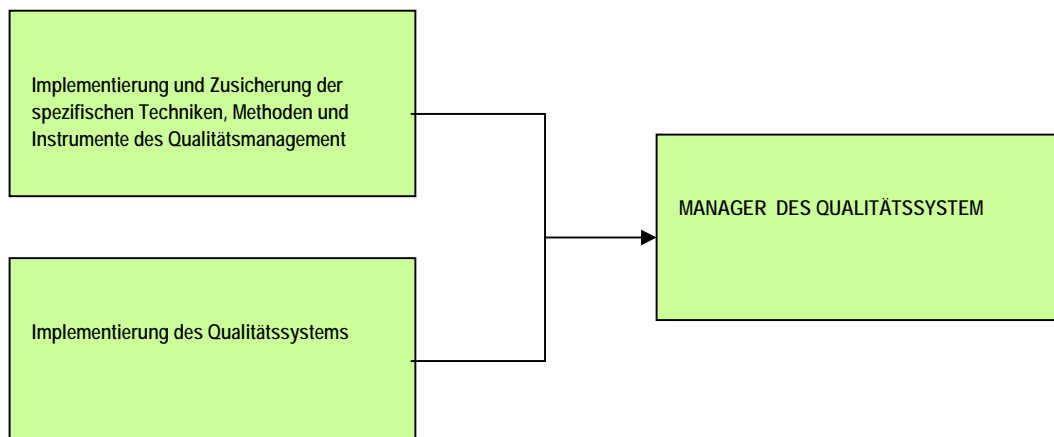 Implementierung und Zusicherung der
spezifischen Techniken, Methoden und
Instrumente des Qualitätsmanagement
MANAGER DES QUALITÄTSSYSTEM
Implementierung des Qualitätssystems